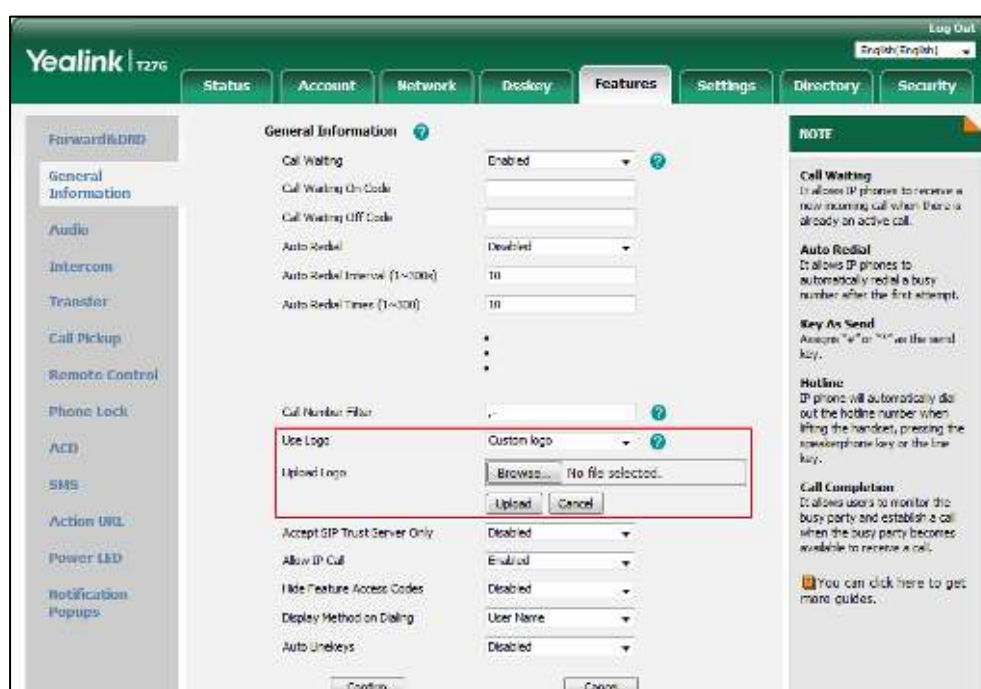 Log Out
English(English)
Yealink | T27G
Status Account Network Dsskey Features Settings Directory Security
Forward&DND
General
Information
Audio
Intercom
Transfer
Call Pickup
Remote Control
Phone Lock
ACD
SMS
Action URL
Power LED
Notification
Popups
General Information
Call Waiting Enabled
Call Waiting On Code
Call Waiting Off Code
Auto Redial Disabled
Auto Redial Interval (1~300s) 10
Auto Redial Times (1~300) 10
Call Number Filter ,-
Use Logo Custom logo
Upload Logo Browse... No file selected.
Upload Cancel
Accept SIP Trust Server Only Disabled
Allow IP Call Enabled
Hide Feature Access Codes Disabled
Display Method on Dialing User Name
Auto Linekeys Disabled
Confirm Cancel
NOTE
Call Waiting
It allows IP phones to receive a
new incoming call when there is
already an active call.
Auto Redial
It allows IP phones to
automatically redial a busy
number after the first attempt.
Key As Send
Assigns "#" or "*" as the send
key.
Hotline
IP phone will automatically dial
out the hotline number when
lifting the handset, pressing the
speakerphone key or the line
key.
Call Completion
It allows users to monitor the
busy party and establish a call
when the busy party becomes
available to receive a call.
You can click here to get
more guides.